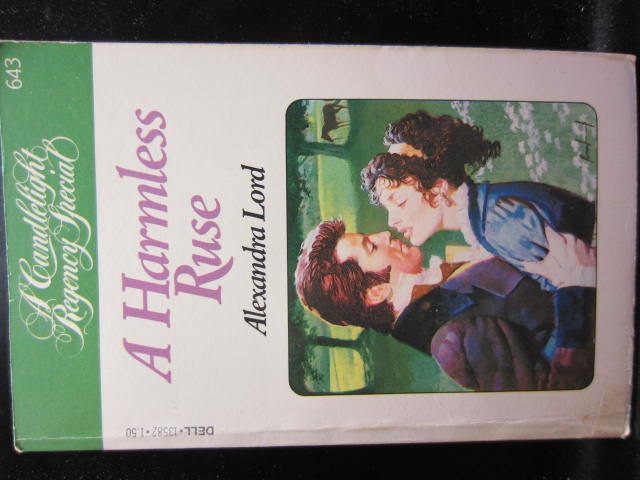 643
A Candlelight
Regency Special
A Harmless
Ruse
Alexandra Lord
DELL • 13582 • 1.50